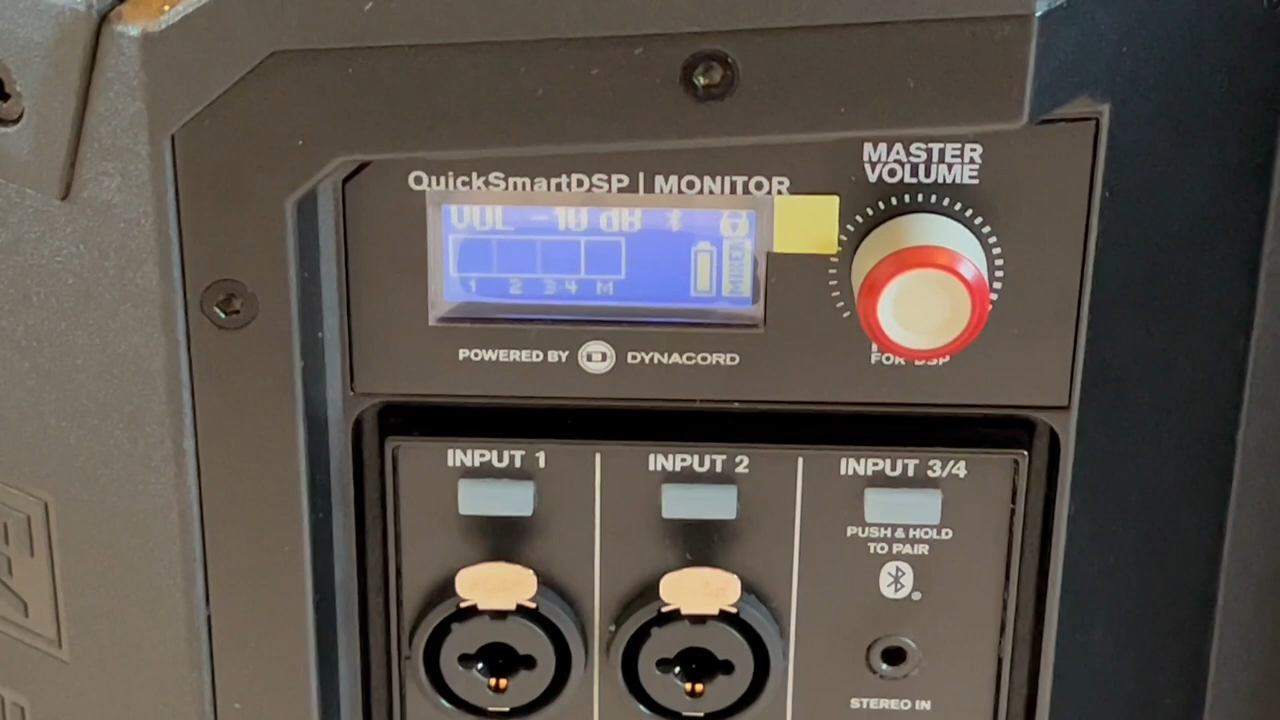 MASTER
VOLUME
QuickSmartDSP | MONITOR
VOL -10 dB
MIXER
1 2 3 4 M
FOR DSP
POWERED BY DYNACORD
INPUT 1
INPUT 2
INPUT 3/4
PUSH & HOLD
TO PAIR
STEREO IN